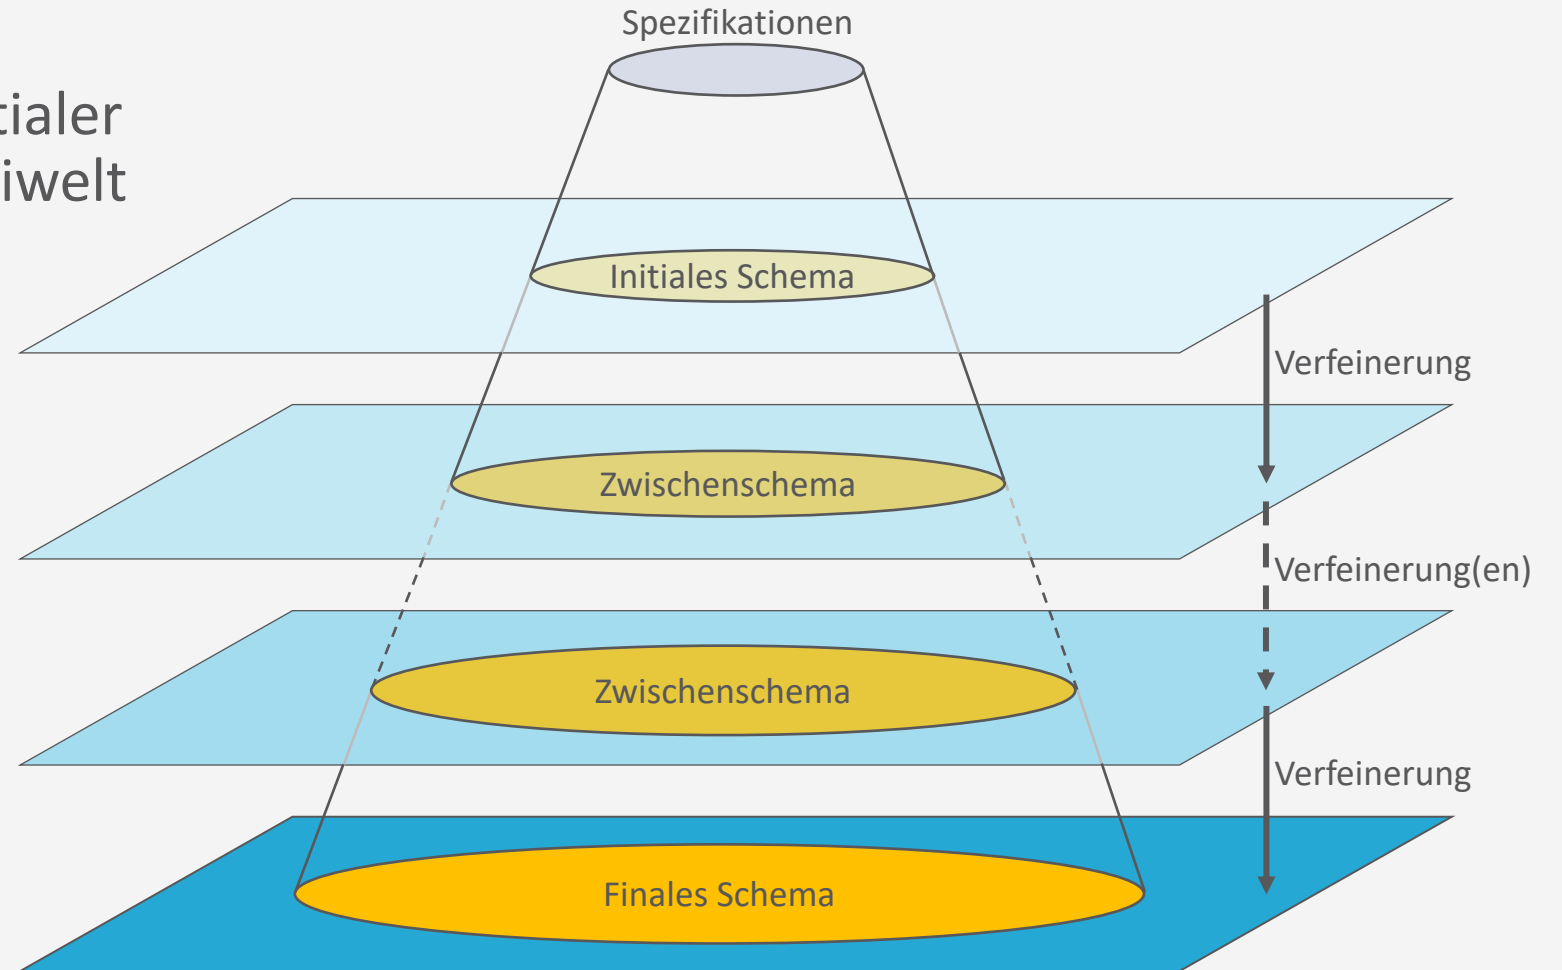 Spezifikationen
tialer
iwelt
Initiales Schema
Verfeinerung
Zwischenschema
Verfeinerung(en)
Zwischenschema
Verfeinerung
Finales Schema